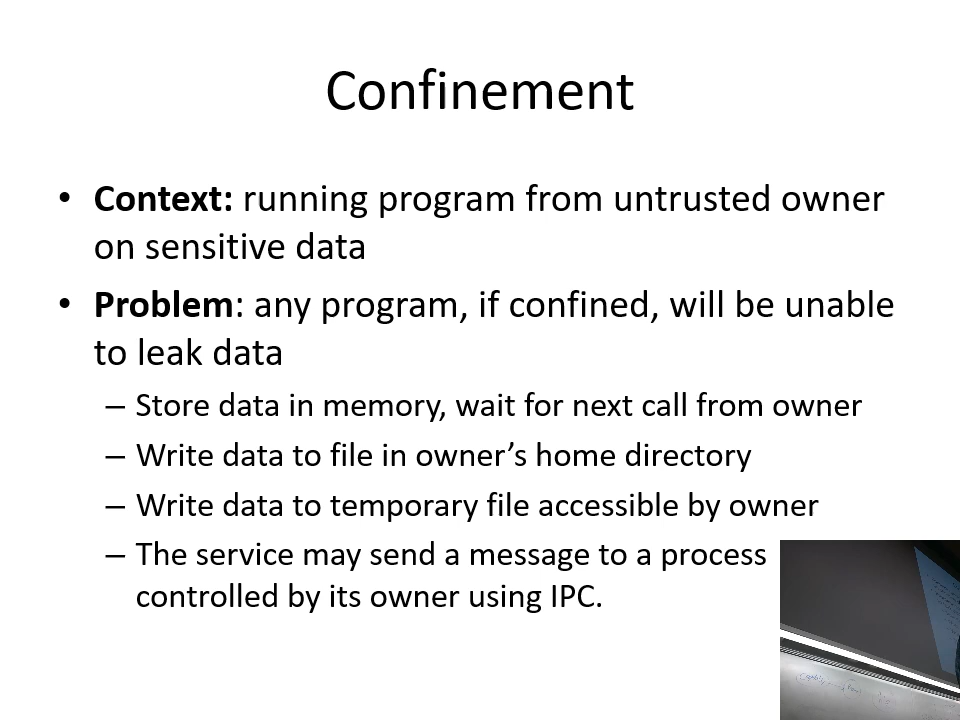 Confinement
• Context: running program from untrusted owner
on sensitive data
• Problem: any program, if confined, will be unable
to leak data
– Store data in memory, wait for next call from owner
– Write data to file in owner’s home directory
– Write data to temporary file accessible by owner
– The service may send a message to a process
controlled by its owner using IPC.